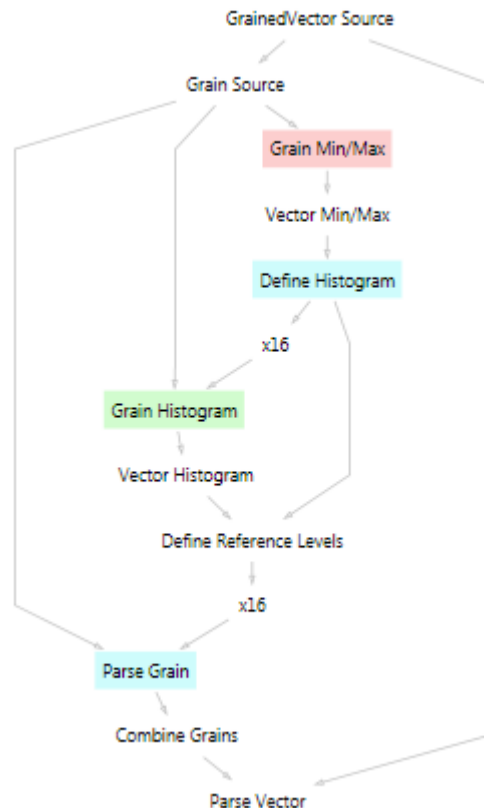 GrainedVector Source
Grain Source
Grain Min/Max
Vector Min/Max
Define Histogram
x16
Grain Histogram
Vector Histogram
Define Reference Levels
x16
Parse Grain
Combine Grains
Parse Vector